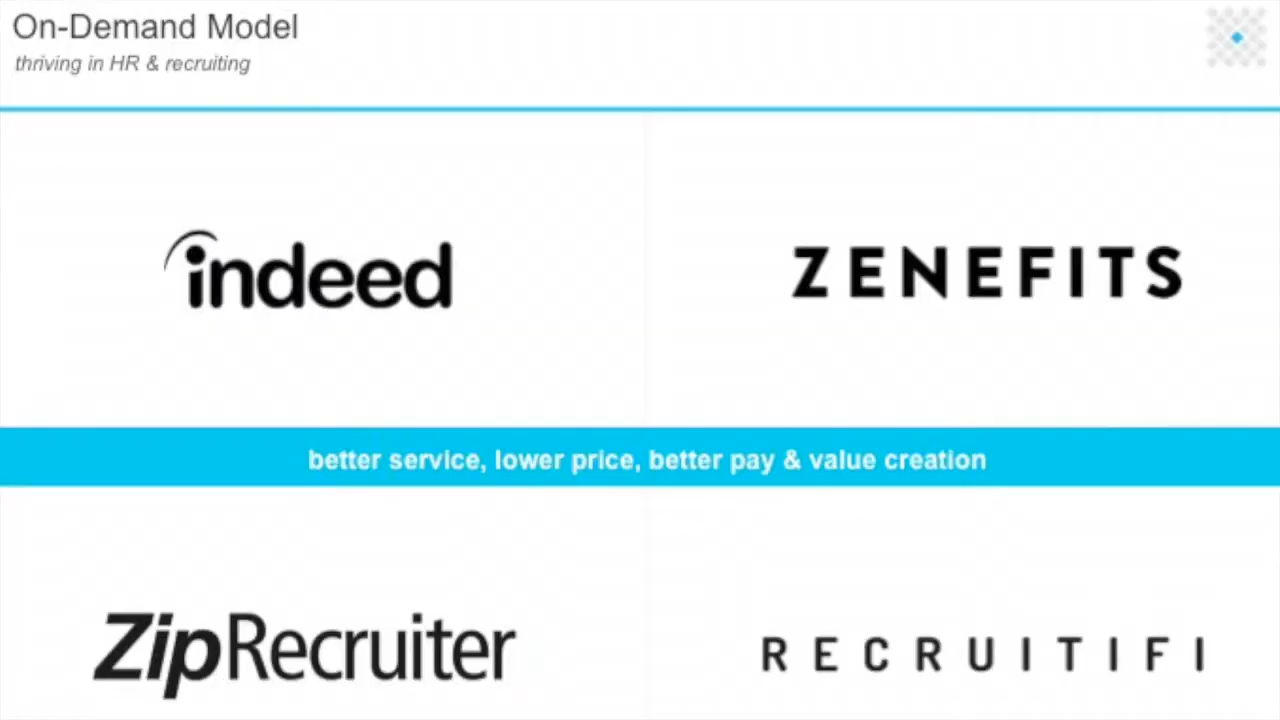 On-Demand Model
thriving in HR & recruiting
indeed
ZENEFITS
better service, lower price, better pay & value creation
ZipRecruiter
RECRUITIFI